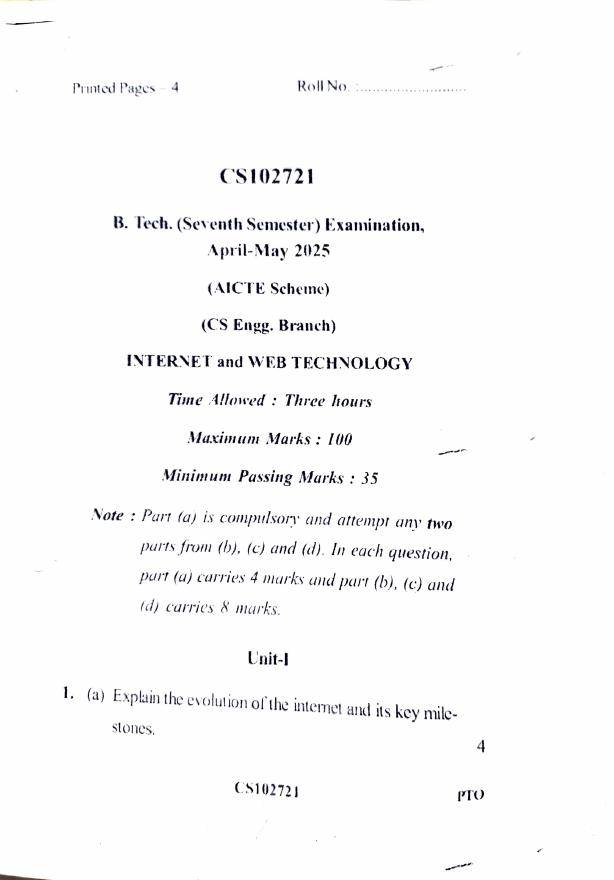 Printed Pages – 4 Roll No. :...........................
CS102721
B. Tech. (Seventh Semester) Examination,
April-May 2025
(AICTE Scheme)
(CS Engg. Branch)
INTERNET and WEB TECHNOLOGY
Time Allowed : Three hours
Maximum Marks : 100
Minimum Passing Marks : 35
Note : Part (a) is compulsory and attempt any two
parts from (b), (c) and (d). In each question,
part (a) carries 4 marks and part (b), (c) and
(d) carries 8 marks.
Unit-I
1. (a) Explain the evolution of the internet and its key mile-
stones.
4
CS102721 PTO